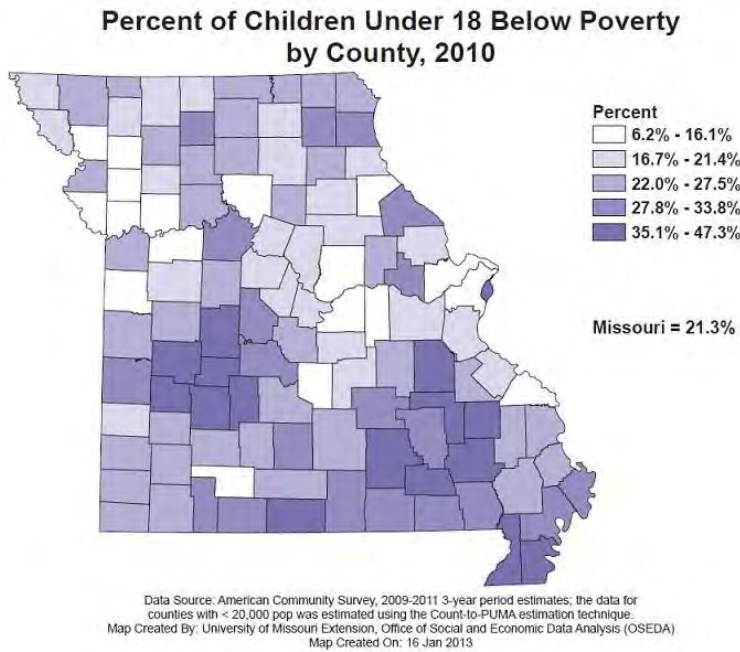 Percent of Children Under 18 Below Poverty
by County, 2010
Percent
6.2% - 16.1%
16.7% - 21.4%
22.0% - 27.5%
27.8% - 33.8%
35.1% - 47.3%
Missouri = 21.3%
Data Source: American Community Survey, 2009-2011 3-year period estimates; the data for
counties with < 20,000 pop was estimated using the Count-to-PUMA estimation technique.
Map Created By: University of Missouri Extension, Office of Social and Economic Data Analysis (OSEDA)
Map Created On: 16 Jan 2013